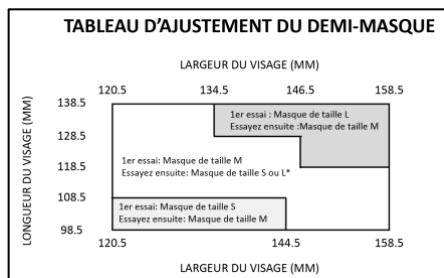 TABLEAU D'AJUSTEMENT DU DEMI-MASQUE
LARGEUR DU VISAGE (MM)
120.5 134.5 146.5 158.5
LONGUEUR DU VISAGE (MM)
138.5
128.5
118.5
108.5
98.5
1er essai : Masque de taille L
Essayez ensuite :Masque de taille M
1er essai: Masque de taille M
Essayez ensuite: Masque de taille S ou L*
1er essai: Masque de taille S
Essayez ensuite: Masque de taille M
120.5 144.5 158.5
LARGEUR DU VISAGE (MM)